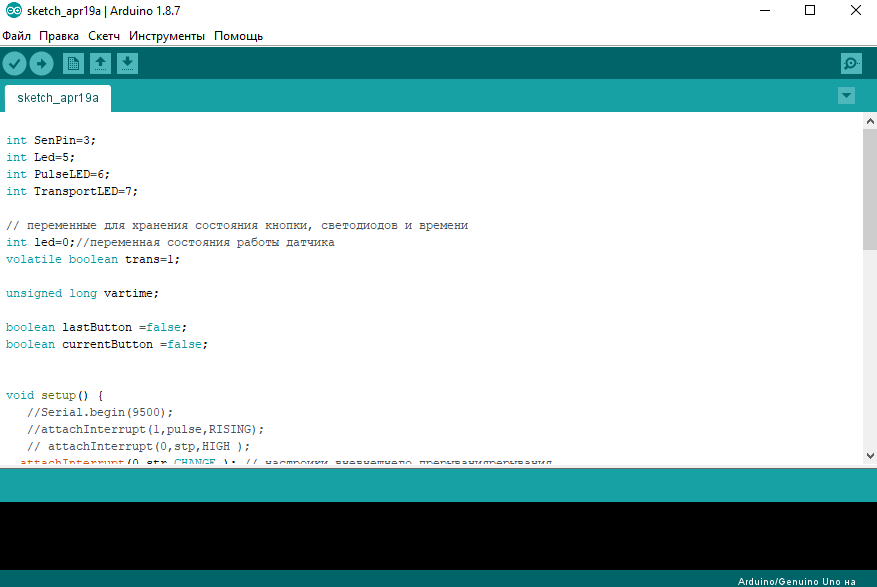 sketch_apr19a | Arduino 1.8.7
Файл Правка Скетч Инструменты Помощь
sketch_apr19a
int SenPin=3;
int Led=5;
int PulseLED=6;
int TransportLED=7;
// переменные для хранения состояния кнопки, светодиодов и времени
int led=0;//переменная состояния работы датчика
volatile boolean trans=1;
unsigned long vartime;
boolean lastButton =false;
boolean currentButton =false;
void setup() {
//Serial.begin(9500);
//attachInterrupt(1,pulse,RISING);
// attachInterrupt(0,stp,HIGH );
attachInterrupt(0,str,CHANGE ); // настройки
Arduino/Genuino Uno на